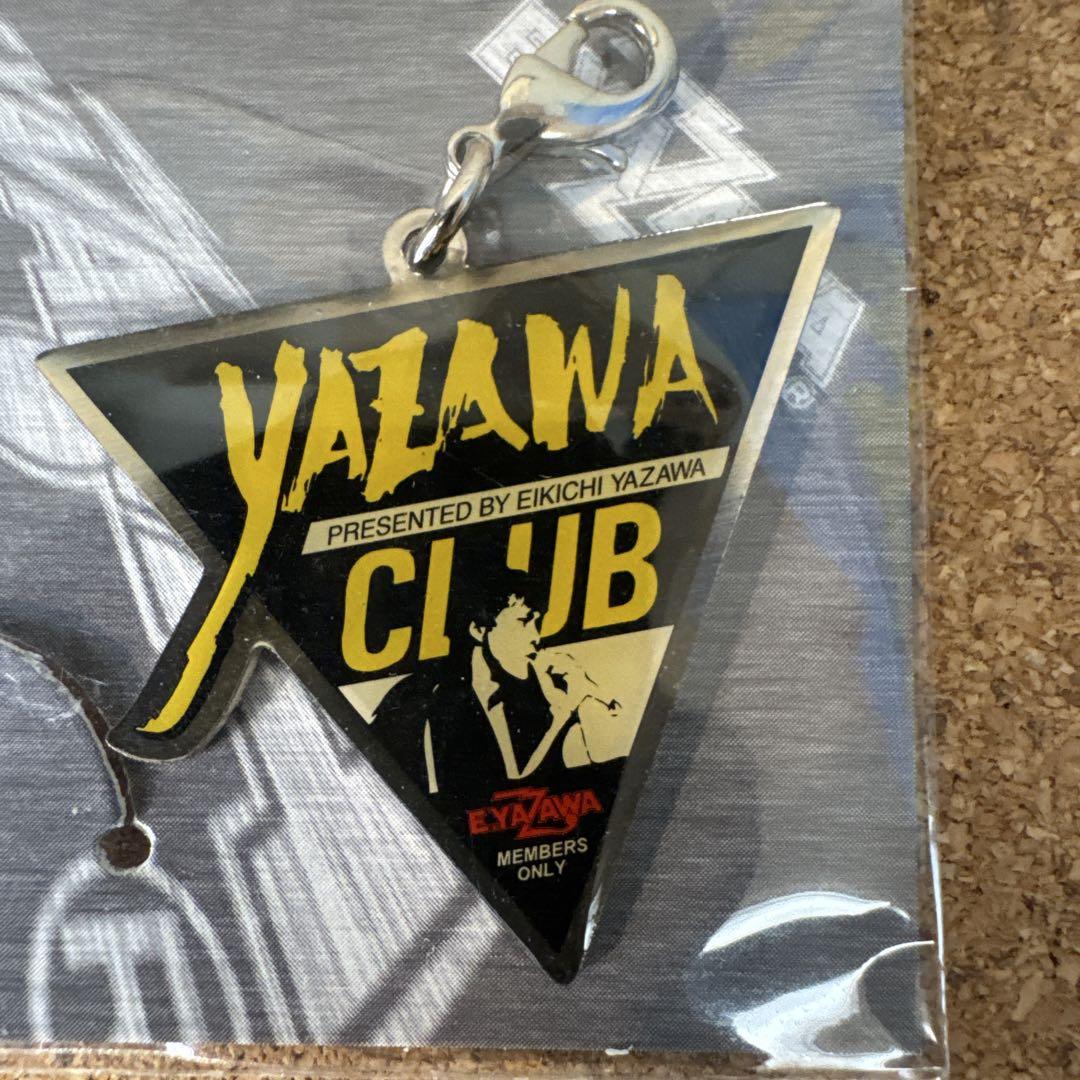 YAZAWA
PRESENTED BY EIKICHI YAZAWA
CLUB
E.YAZAWA
MEMBERS
ONLY
®